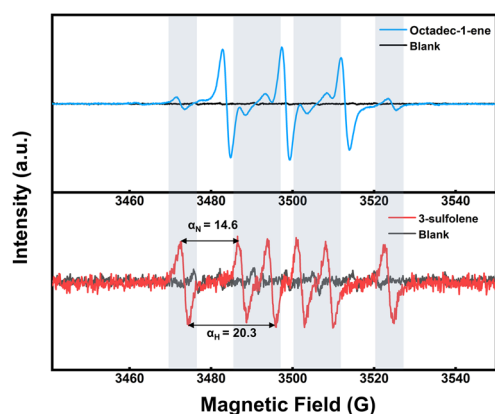 Octadec-1-ene
Blank
3460 3480 3500 3520 3540
3-sulfolene
Blank
αN = 14.6
αH = 20.3
3460 3480 3500 3520 3540
Intensity (a.u.)
Magnetic Field (G)